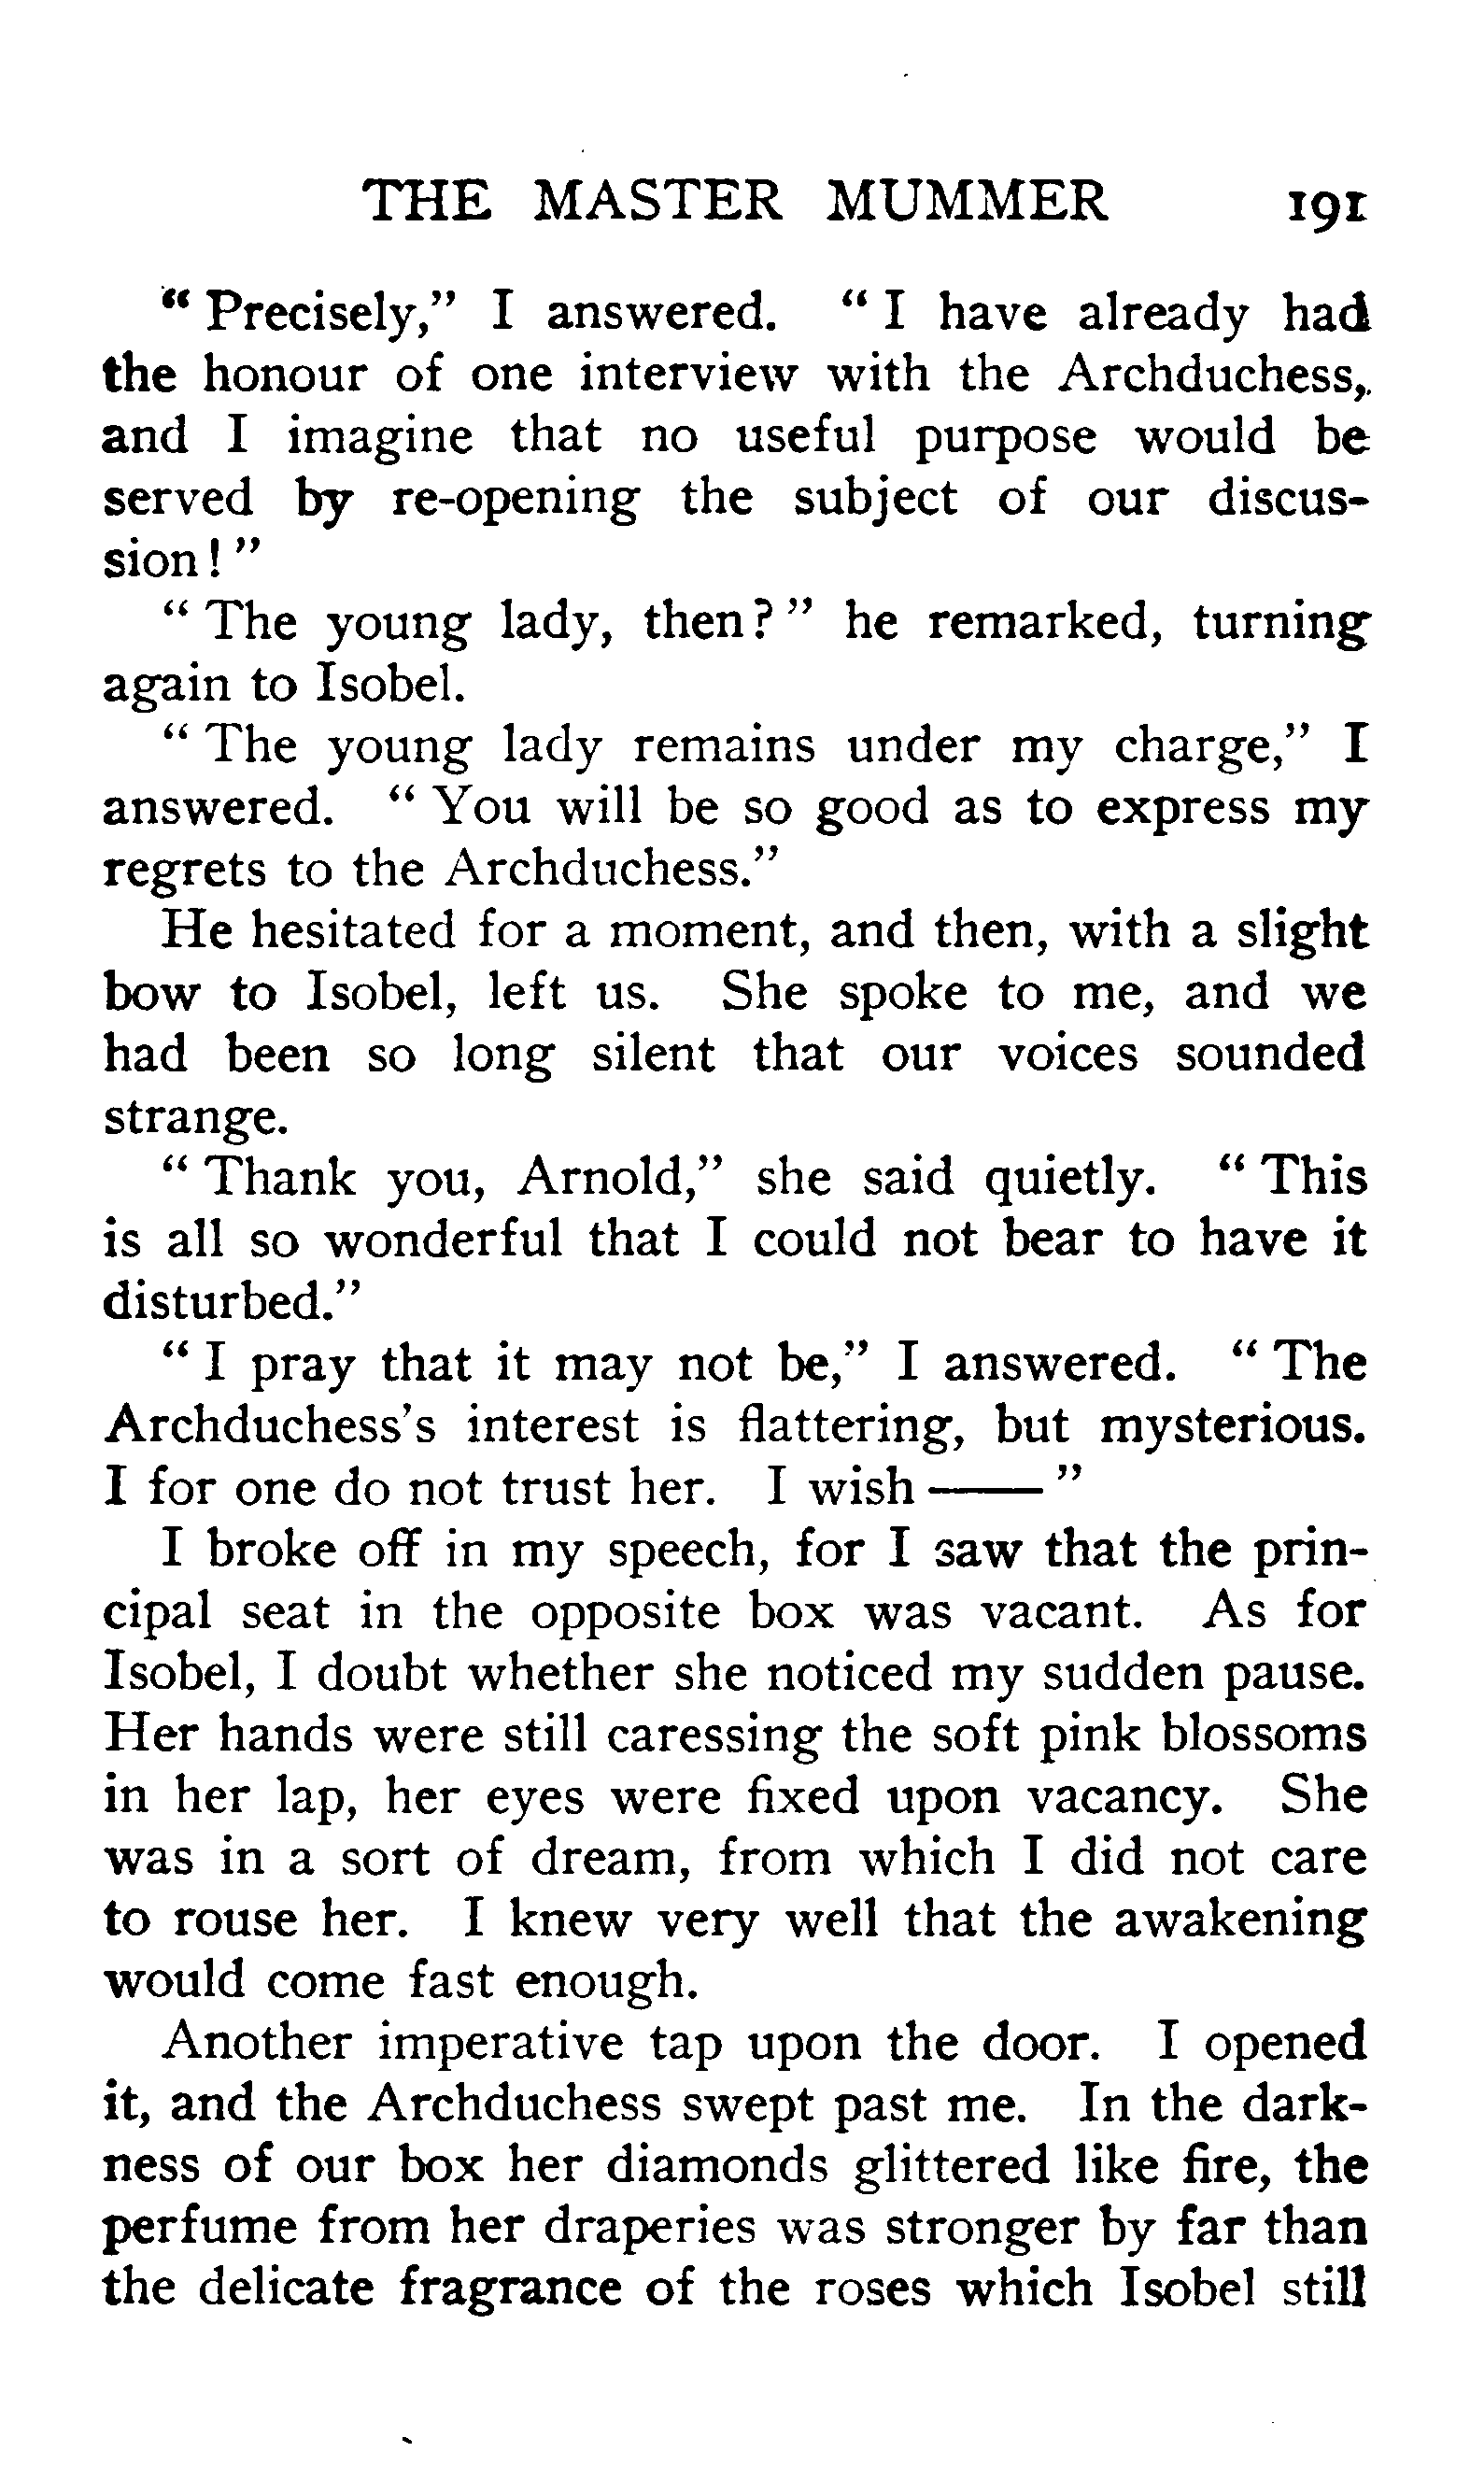 THE MASTER MUMMER 191
" Precisely," I answered. " I have already had
the honour of one interview with the Archduchess,
and I imagine that no useful purpose would be
served by re-opening the subject of our discus-
sion ! "
" The young lady, then ? " he remarked, turning
again to Isobel.
" The young lady remains under my charge," I
answered. " You will be so good as to express my
regrets to the Archduchess."
He hesitated for a moment, and then, with a slight
bow to Isobel, left us. She spoke to me, and we
had been so long silent that our voices sounded
strange.
" Thank you, Arnold," she said quietly. " This
is all so wonderful that I could not bear to have it
disturbed."
" I pray that it may not be," I answered. " The
Archduchess's interest is flattering, but mysterious.
I for one do not trust her. I wish —— "
I broke off in my speech, for I saw that the prin-
cipal seat in the opposite box was vacant. As for
Isobel, I doubt whether she noticed my sudden pause.
Her hands were still caressing the soft pink blossoms
in her lap, her eyes were fixed upon vacancy. She
was in a sort of dream, from which I did not care
to rouse her. I knew very well that the awakening
would come fast enough.
Another imperative tap upon the door. I opened
it, and the Archduchess swept past me. In the dark-
ness of our box her diamonds glittered like fire, the
perfume from her draperies was stronger by far than
the delicate fragrance of the roses which Isobel still